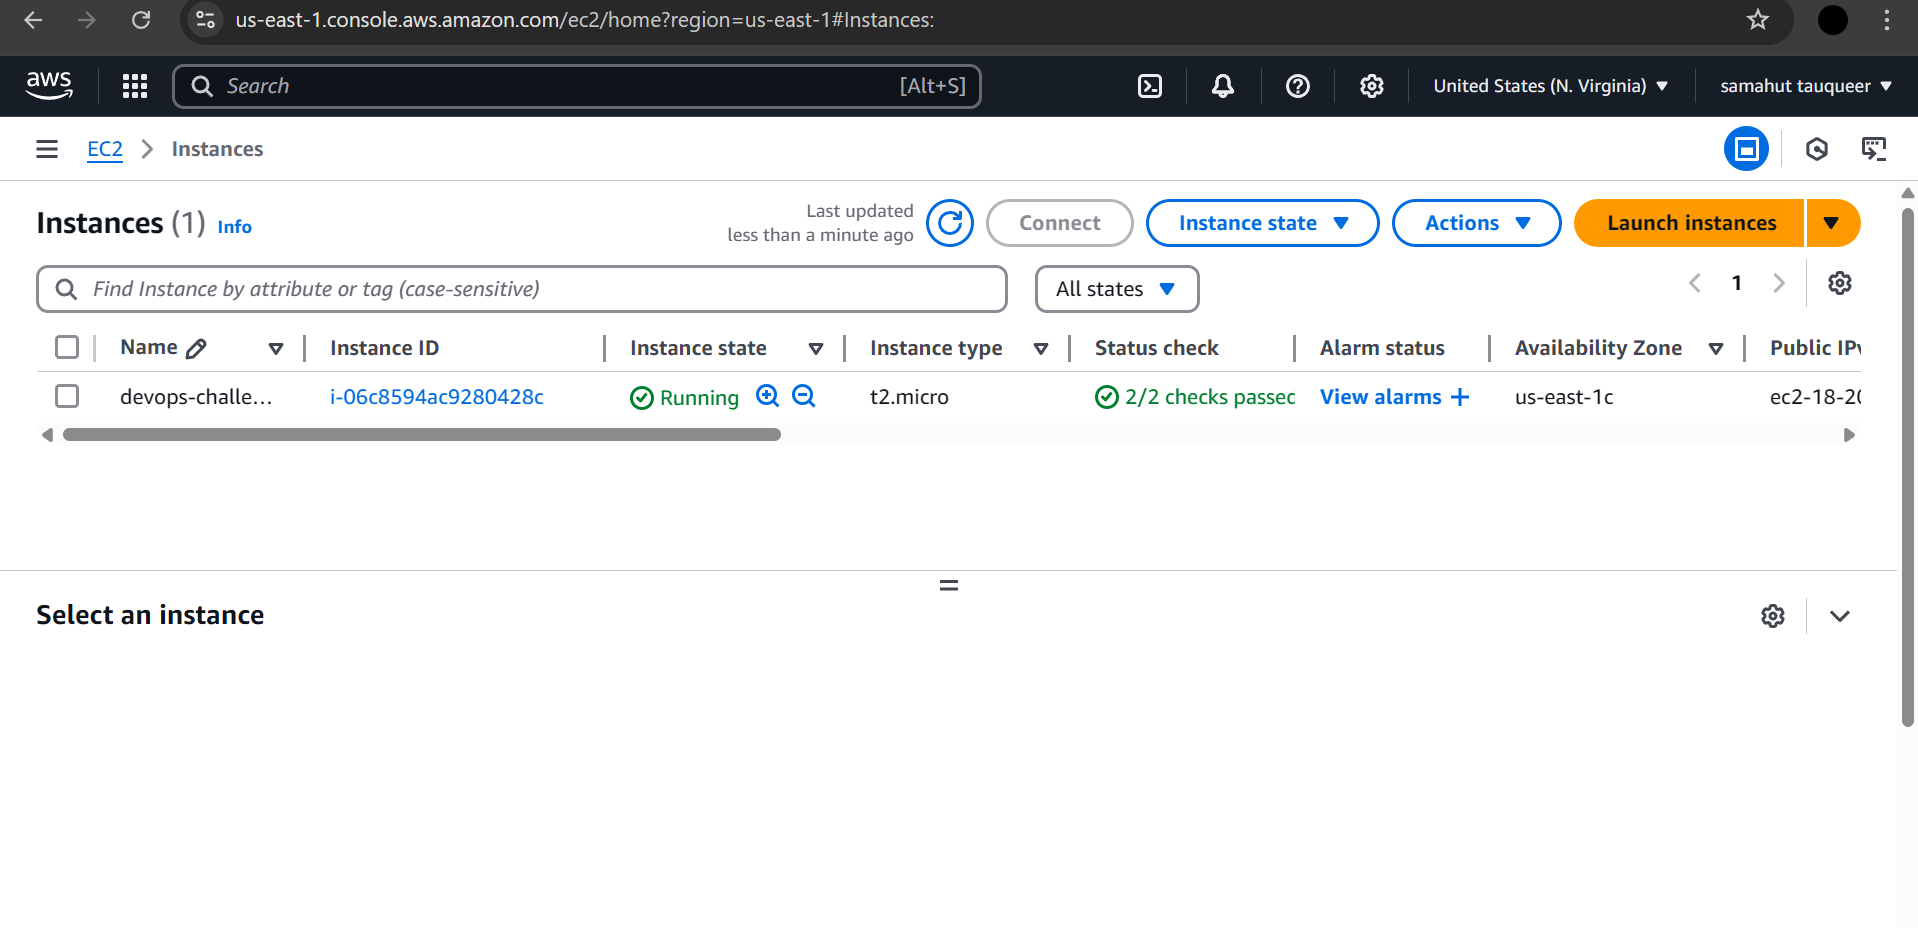 us-east-1.console.aws.amazon.com/ec2/home?region=us-east-1#Instances:
aws
Search
[Alt+S]
United States (N. Virginia)
samahut tauqueer
EC2
Instances
Instances (1) Info
Last updated
less than a minute ago
Connect
Instance state
Actions
Launch instances
Find Instance by attribute or tag (case-sensitive)
All states
1
Name
Instance ID
Instance state
Instance type
Status check
Alarm status
Availability Zone
Public IPv
devops-challe...
i-06c8594ac9280428c
Running
t2.micro
2/2 checks passed
View alarms +
us-east-1c
ec2-18-20
Select an instance